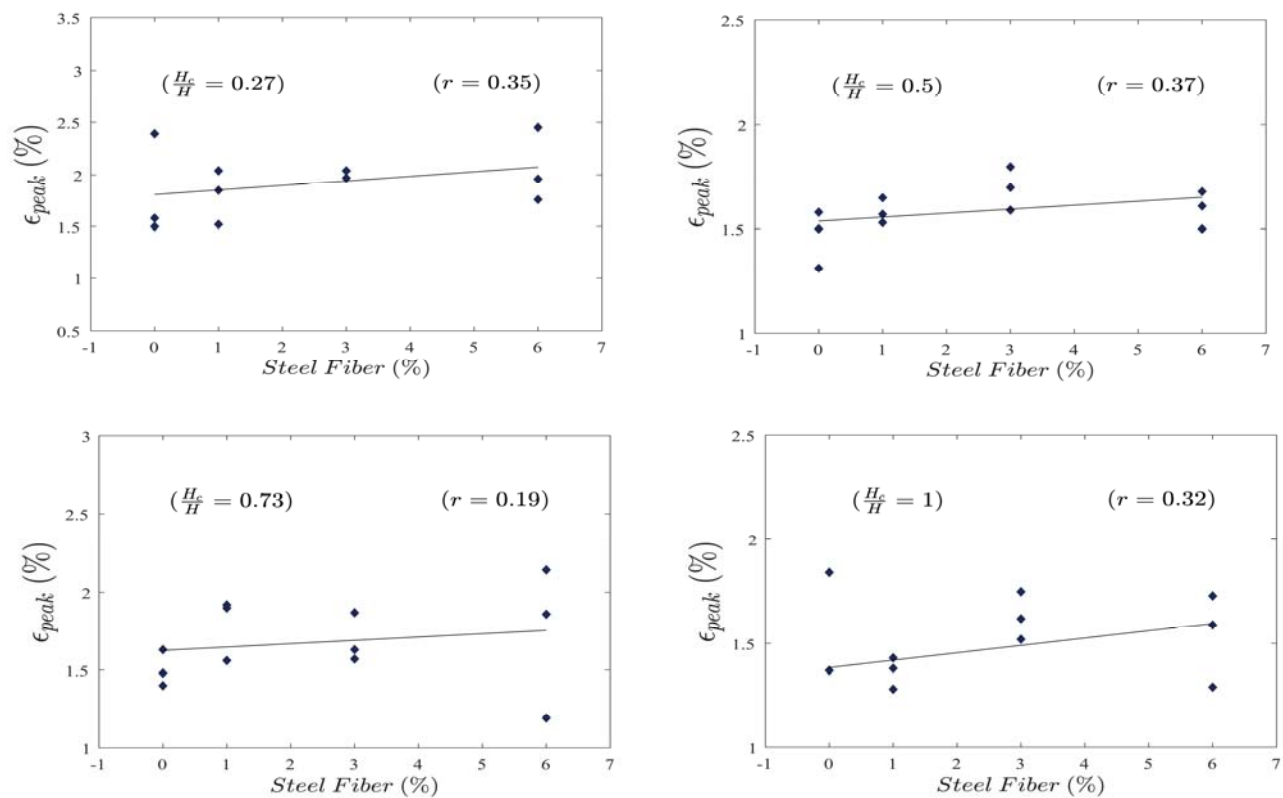 3.5
3
2.5
2
1.5
1
0.5
ϵ_peak (%)
(H_c/H = 0.27) (r = 0.35)
-1 0 1 2 3 4 5 6 7
Steel Fiber (%)
2.5
2
1.5
1
ϵ_peak (%)
(H_c/H = 0.5) (r = 0.37)
-1 0 1 2 3 4 5 6 7
Steel Fiber (%)
3
2.5
2
1.5
1
ϵ_peak (%)
(H_c/H = 0.73) (r = 0.19)
-1 0 1 2 3 4 5 6 7
Steel Fiber (%)
2.5
2
1.5
1
ϵ_peak (%)
(H_c/H = 1) (r = 0.32)
-1 0 1 2 3 4 5 6 7
Steel Fiber (%)